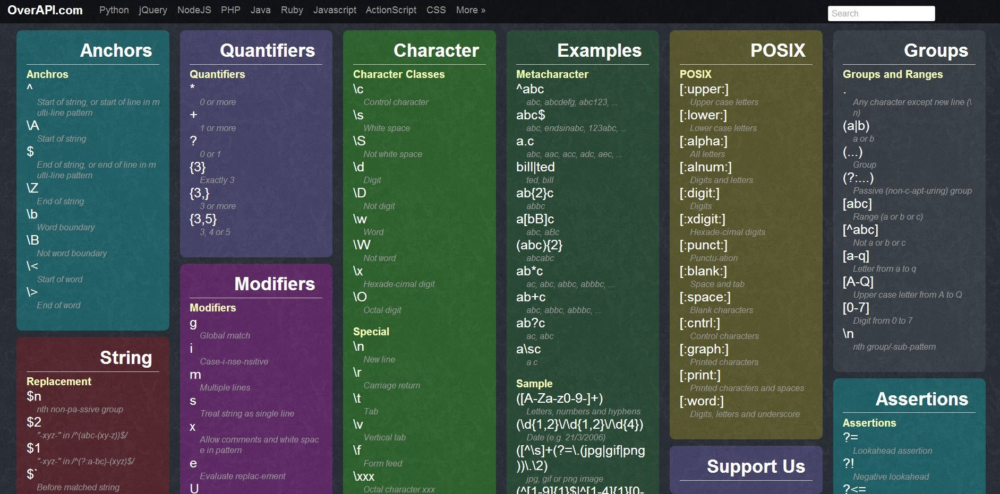 OverAPI.com Python jQuery NodeJS PHP Java Ruby Javascript ActionScript CSS More » Search
Anchors
Anchros
^
Start of string, or start of line in m
ulti-line pattern
\A
Start of string
$
End of string, or end of line in m
ulti-line pattern
\Z
End of string
\b
Word boundary
\B
Not word boundary
\<
Start of word
\>
End of word
String
Replacement
$n
nth non-pa-ssive group
$2
"-xyz-" in /^(abc-(xy-z))$/
$1
"-xyz-" in /^(?:a-bc)-(xyz)$/
$`
Before matched string
Quantifiers
Quantifiers
*
0 or more
+
1 or more
?
0 or 1
{3}
Exactly 3
{3,}
3 or more
{3,5}
3, 4 or 5
Modifiers
Modifiers
g
Global match
i
Case-i-nse-nsitive
m
Multiple lines
s
Treat string as single line
x
Allow comments and white spac
e in pattern
e
Evaluate replac-ement
U
Character
Character Classes
\c
Control character
\s
White space
\S
Not white space
\d
Digit
\D
Not digit
\w
Word
\W
Not word
\x
Hexade-cimal digit
\O
Octal digit
Special
\n
New line
\r
Carriage return
\t
Tab
\v
Vertical tab
\f
Form feed
\xxx
Octal character xxx
Examples
Metacharacter
^abc
abc, abcdefg, abc123, ...
abc$
abc, endsinabc, 123abc, ...
a.c
abc, aac, acc, adc, aec, ...
bill|ted
ted, bill
ab{2}c
abbc
a[bB]c
abc, aBc
(abc){2}
abcabc
ab*c
ac, abc, abbc, abbbc, ...
ab+c
abc, abbc, abbbc, ...
ab?c
ac, abc
a\sc
a c
Sample
([A-Za-z0-9-]+)
Letters, numbers and hyphens
(\d{1,2}\/\d{1,2}\/\d{4})
Date (e.g. 21/3/2006)
([^\s]+(?=\.(jpg|gif|png
))\.\2)
jpg, gif or png image
(^[1-9]{1}$|^[1-4]{1}[0-
POSIX
POSIX
[:upper:]
Upper case letters
[:lower:]
Lower case letters
[:alpha:]
All letters
[:alnum:]
Digits and letters
[:digit:]
Digits
[:xdigit:]
Hexade-cimal digits
[:punct:]
Punctu-ation
[:blank:]
Space and tab
[:space:]
Blank characters
[:cntrl:]
Control characters
[:graph:]
Printed characters
[:print:]
Printed characters and spaces
[:word:]
Digits, letters and underscore
Support Us
Groups
Groups and Ranges
.
Any character except new line (\
n)
(a|b)
a or b
(...)
Group
(?:...)
Passive (non-c-apt-uring) group
[abc]
Range (a or b or c)
[^abc]
Not a or b or c
[a-q]
Letter from a to q
[A-Q]
Upper case letter from A to Q
[0-7]
Digit from 0 to 7
\n
nth group/-sub-pattern
Assertions
Assertions
?=
Lookahead assertion
?!
Negative lookahead
?<=